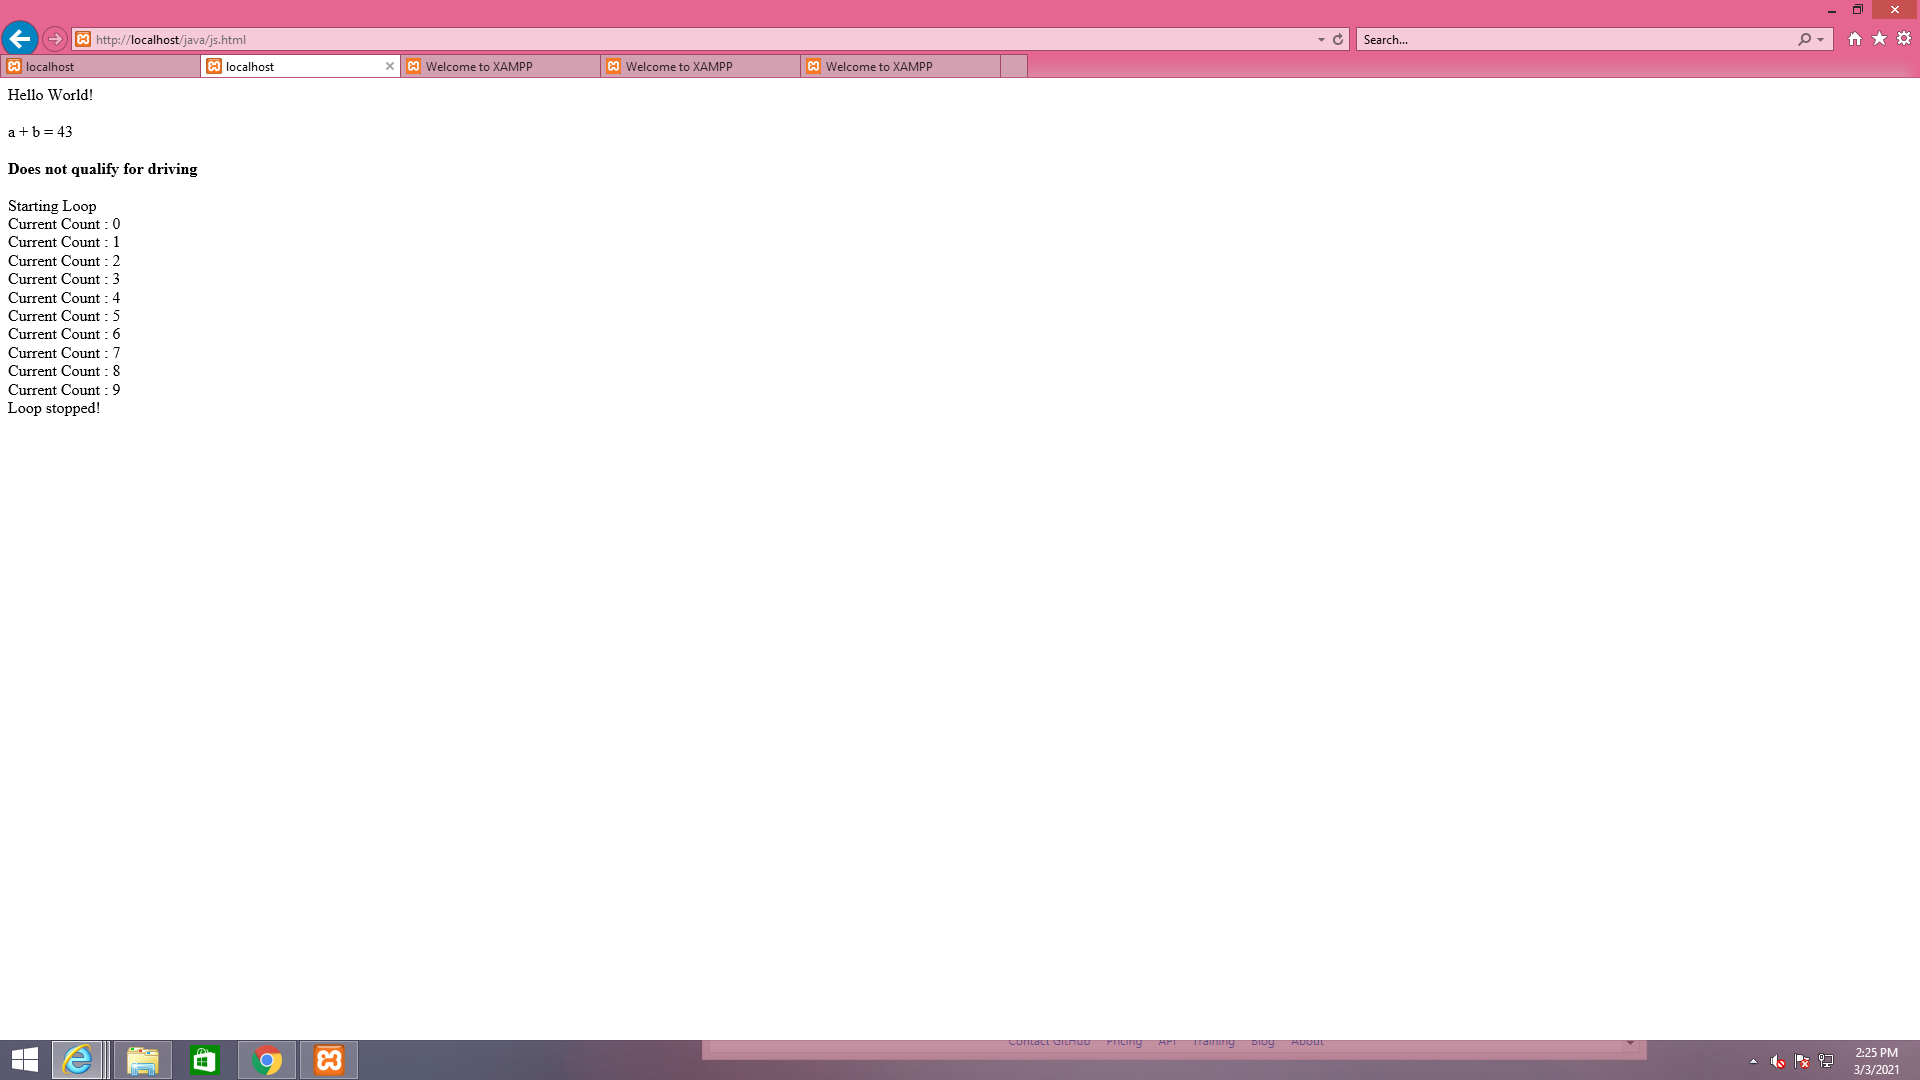 http://localhost/java/js.html
Search...
localhost
localhost
Welcome to XAMPP
Welcome to XAMPP
Welcome to XAMPP
Hello World!
a + b = 43
Does not qualify for driving
Starting Loop
Current Count : 0
Current Count : 1
Current Count : 2
Current Count : 3
Current Count : 4
Current Count : 5
Current Count : 6
Current Count : 7
Current Count : 8
Current Count : 9
Loop stopped!
Contact GitHub Pricing API Training Blog About
2:25 PM
3/3/2021